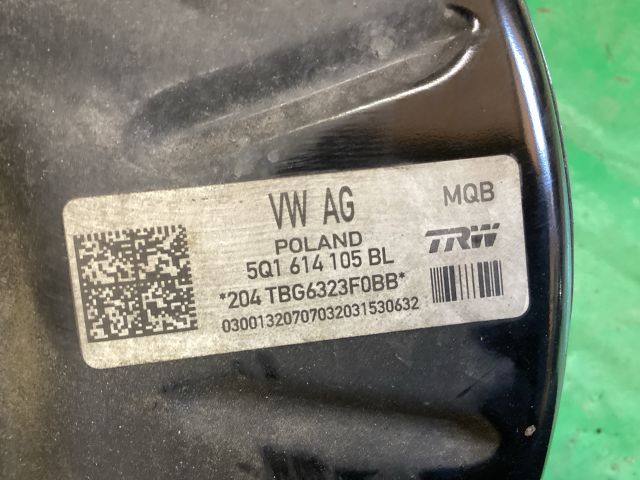 VW AG
MQB
POLAND
TRW
5Q1 614 105 BL
*204 TBG6323F0BB*
03001320707032031530632